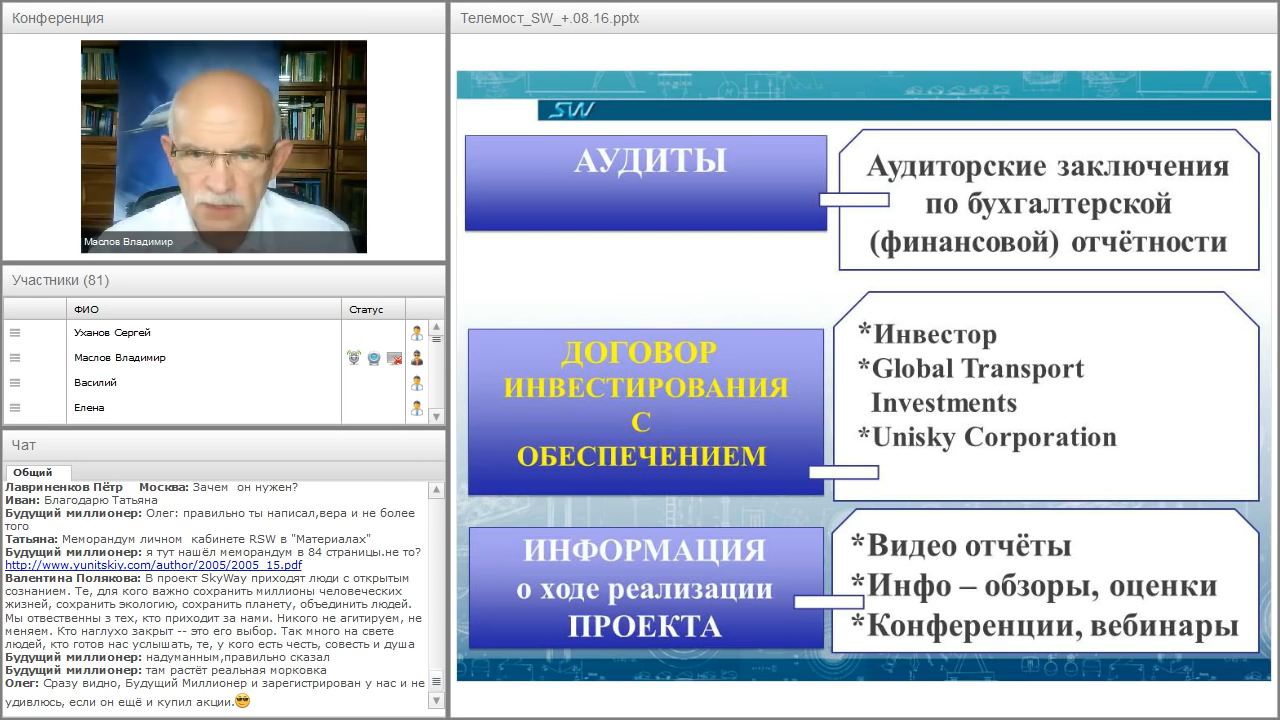 Конференция
Маслов Владимир
Участники (81)
ФИО Статус
Уханов Сергей
Маслов Владимир
Василий
Елена
Чат
Общий
Лавриненков Пётр Москва: Зачем он нужен?
Иван: Благодарю Татьяна
Будущий миллионер: Олег: правильно ты написал,вера и не более
того
Татьяна: Меморандум личном кабинете RSW в "Материалах"
Будущий миллионер: я тут нашёл меморандум в 84 страницы.не то?
http://www.yunitskiy.com/author/2005/2005_15.pdf
Валентина Полякова: В проект SkyWay приходят люди с открытым
сознанием. Те, для кого важно сохранить миллионы человеческих
жизней, сохранить экологию, сохранить планету, объединить людей.
Мы отвественны з тех, кто приходит за нами. Никого не агитируем, не
меняем. Кто наглухо закрыт -- это его выбор. Так много на свете
людей, кто готов нас услышать, те, у кого есть честь, совесть и душа
Будущий миллионер: надуманным,правильно сказал
Будущий миллионер: там растёт реальная морковка
Олег: Сразу видно, Будущий Миллионер и зарегистрирован у нас и не
удивлюсь, если он ещё и купил акции.
Телемост_SW_+.08.16.pptx
SW
АУДИТЫ
Аудиторские заключения
по бухгалтерской
(финансовой) отчётности
ДОГОВОР
ИНВЕСТИРОВАНИЯ
С
ОБЕСПЕЧЕНИЕМ
*Инвестор
*Global Transport
Investments
*Unisky Corporation
ИНФОРМАЦИЯ
о ходе реализации
ПРОЕКТА
*Видео отчёты
*Инфо – обзоры, оценки
*Конференции, вебинары